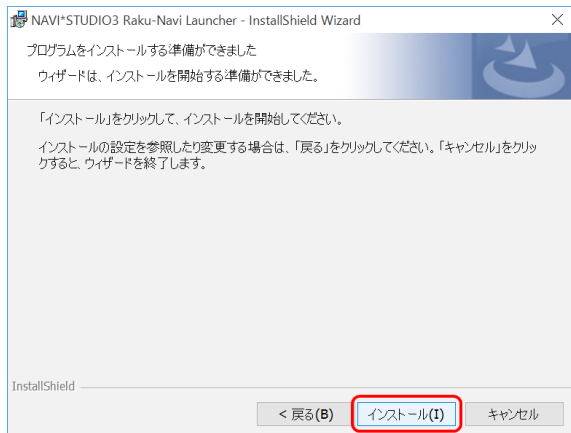 NAVI*STUDIO3 Raku-Navi Launcher - InstallShield Wizard
プログラムをインストールする準備ができました
ウィザードは、インストールを開始する準備ができました。
「インストール」をクリックして、インストールを開始してください。
インストールの設定を参照したり変更する場合は、「戻る」をクリックしてください。「キャンセル」をクリッ
クすると、ウィザードを終了します。
InstallShield
< 戻る(B)
インストール(I)
キャンセル